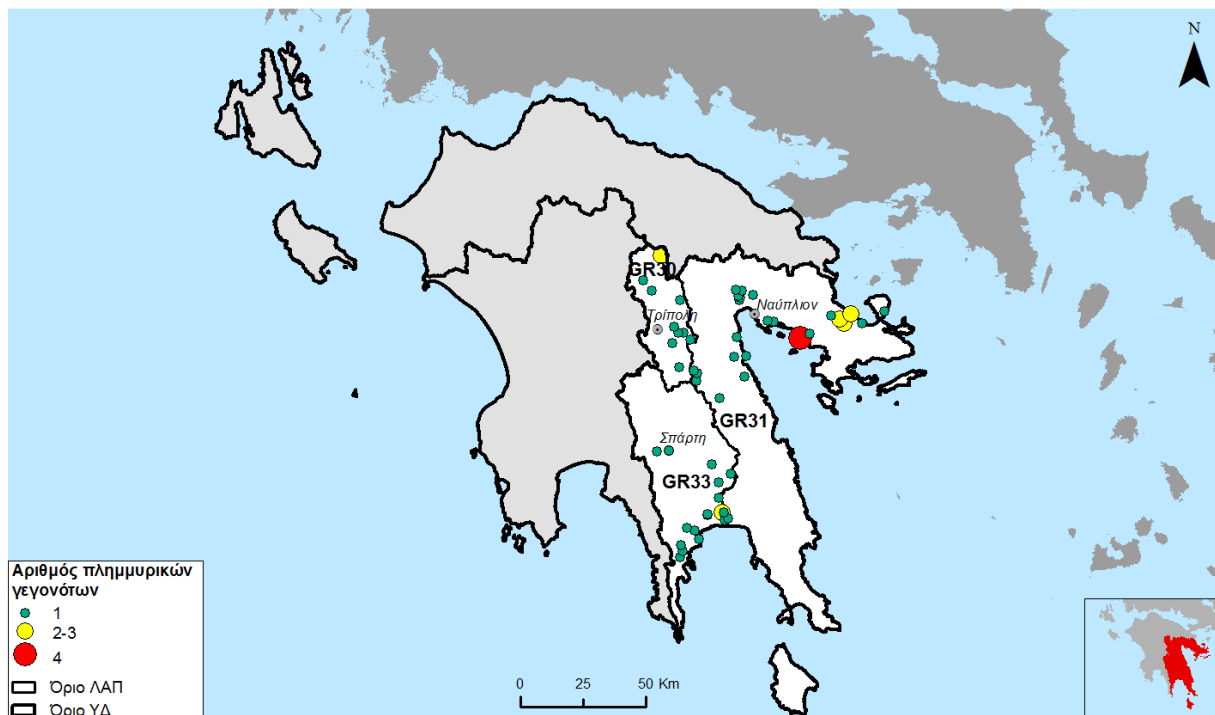 N
GR30
Τρίπολη
Ναύπλιον
GR31
Σπάρτη
GR33
Αριθμός πλημμυρικών
γεγονότων
1
2-3
4
Όριο ΛΑΠ
Όριο ΥΔ
0 25 50 Km